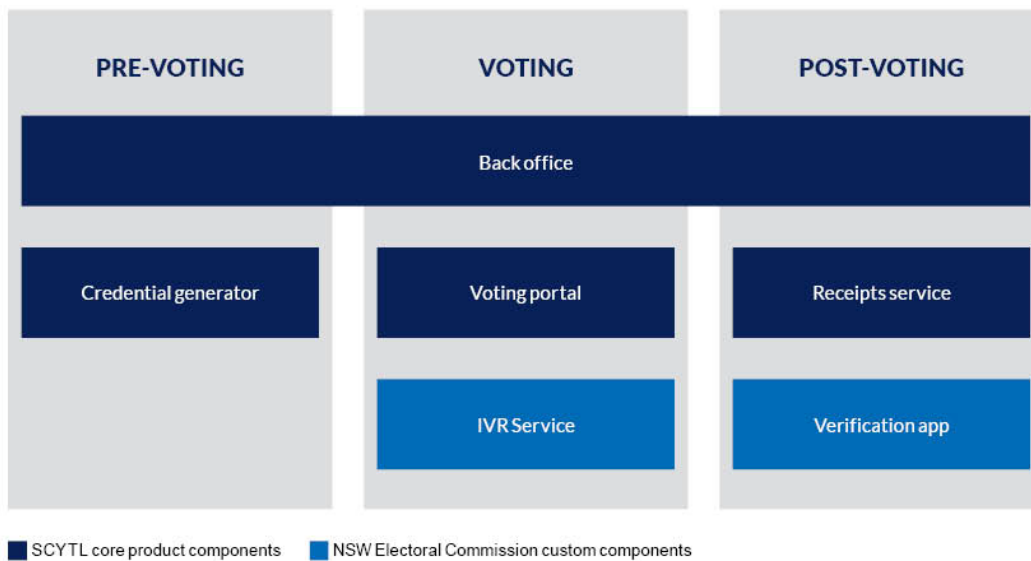 PRE-VOTING
VOTING
POST-VOTING
Back office
Credential generator
Voting portal
Receipts service
IVR Service
Verification app
SCYTL core product components
NSW Electoral Commission custom components